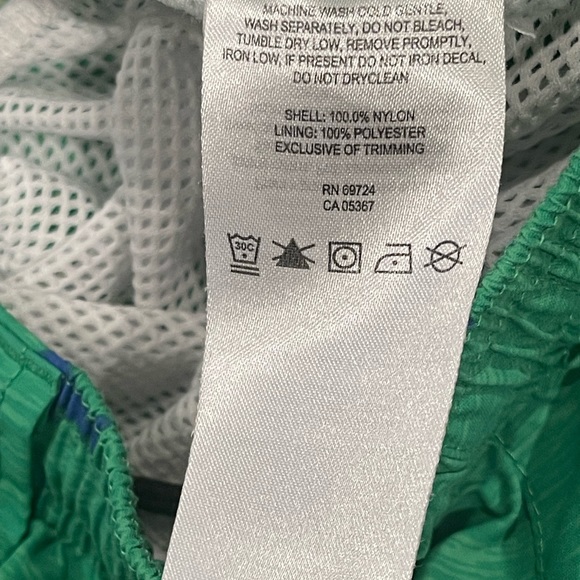 MACHINE WASH COLD GENTLE,
WASH SEPARATELY, DO NOT BLEACH,
TUMBLE DRY LOW, REMOVE PROMPTLY,
IRON LOW, IF PRESENT DO NOT IRON DECAL,
DO NOT DRYCLEAN
SHELL: 100.0% NYLON
LINING: 100% POLYESTER
EXCLUSIVE OF TRIMMING
RN 69724
CA 05367
30C